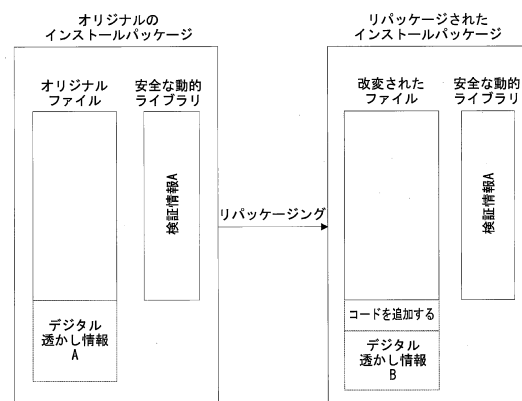 オリジナルの
インストールパッケージ
オリジナル
ファイル
安全な動的
ライブラリ
検証情報A
デジタル
透かし情報
A
リパッケージング
リパッケージされた
インストールパッケージ
改変された
ファイル
安全な動的
ライブラリ
検証情報A
コードを追加する
デジタル
透かし情報
B